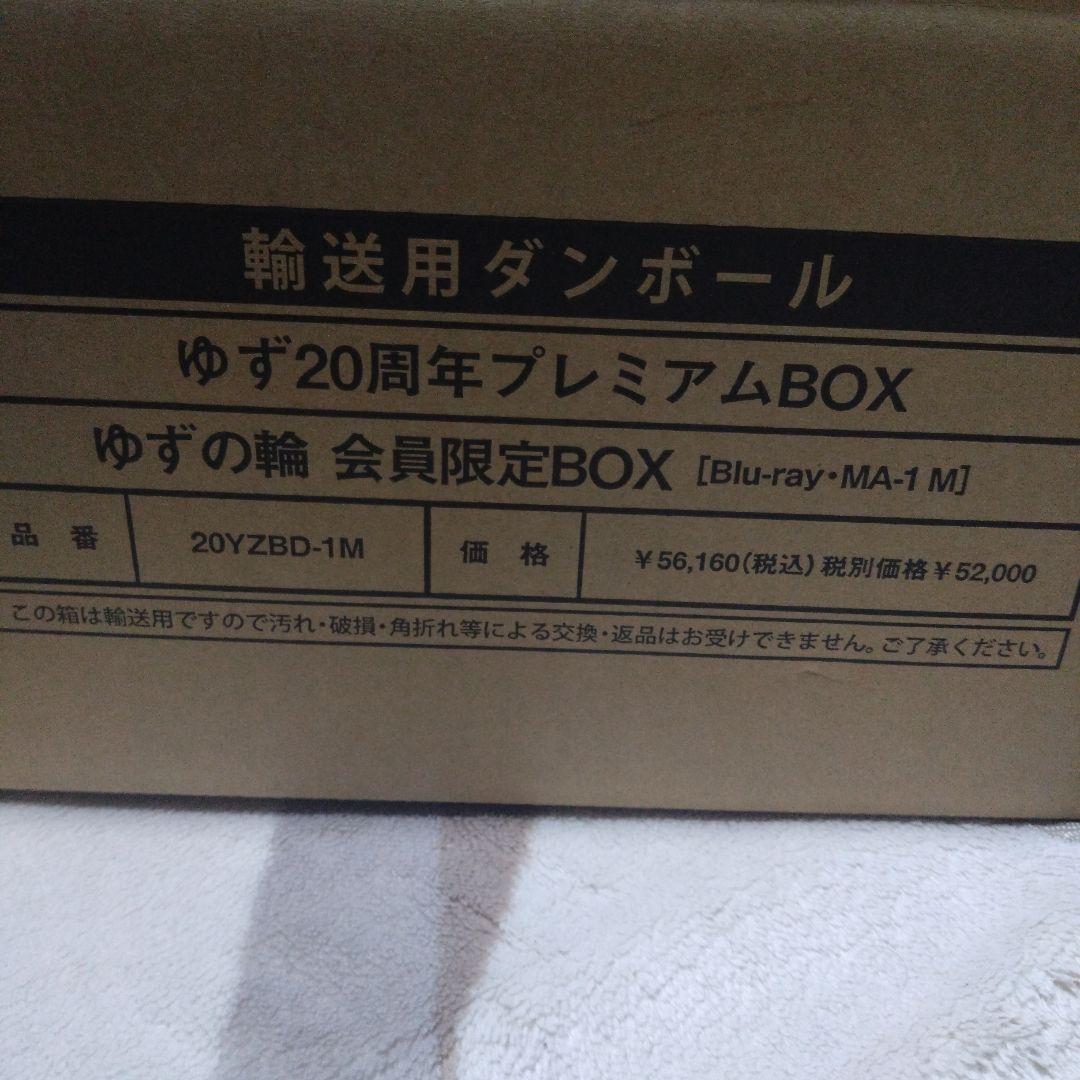 輸送用ダンボール
ゆず20周年プレミアムBOX
ゆずの輪 会員限定BOX [Blu-ray・MA-1 M]
品番 20YZBD-1M 価格 ¥56,160(税込) 税別価格¥52,000
この箱は輸送用ですので汚れ・破損・角折れ等による交換・返品はお受けできません。ご了承ください。